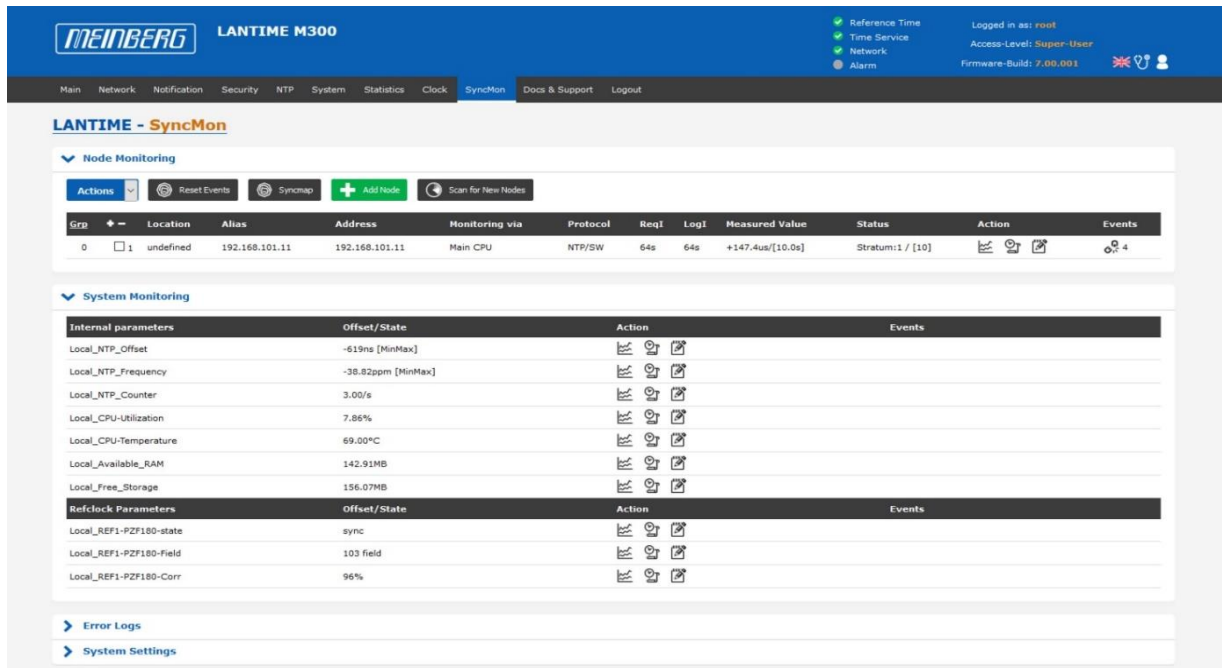 MEINBERG
LANTIME M300
Reference Time
Time Service
Network
Alarm
Logged in as: root
Access-Level: Super-User
Firmware-Build: 7.00.001
Main Network Notification Security NTP System Statistics Clock SyncMon Docs & Support Logout
LANTIME - SyncMon
Node Monitoring
Actions Reset Events Syncmap Add Node Scan for New Nodes
Grp Location Alias Address Monitoring via Protocol ReqI LogI Measured Value Status Action Events
0 1 undefined 192.168.101.11 192.168.101.11 Main CPU NTP/SW 64s 64s +147.4us/[10.0s] Stratum:1 / [10] 4
System Monitoring
Internal parameters Offset/State Action Events
Local_NTP_Offset -619ns [MinMax]
Local_NTP_Frequency -38.82ppm [MinMax]
Local_NTP_Counter 3.00/s
Local_CPU-Utilization 7.86%
Local_CPU-Temperature 69.00°C
Local_Available_RAM 142.91MB
Local_Free_Storage 156.07MB
Refclock Parameters Offset/State Action Events
Local_REF1-PZF180-state sync
Local_REF1-PZF180-Field 103 field
Local_REF1-PZF180-Corr 96%
Error Logs
System Settings